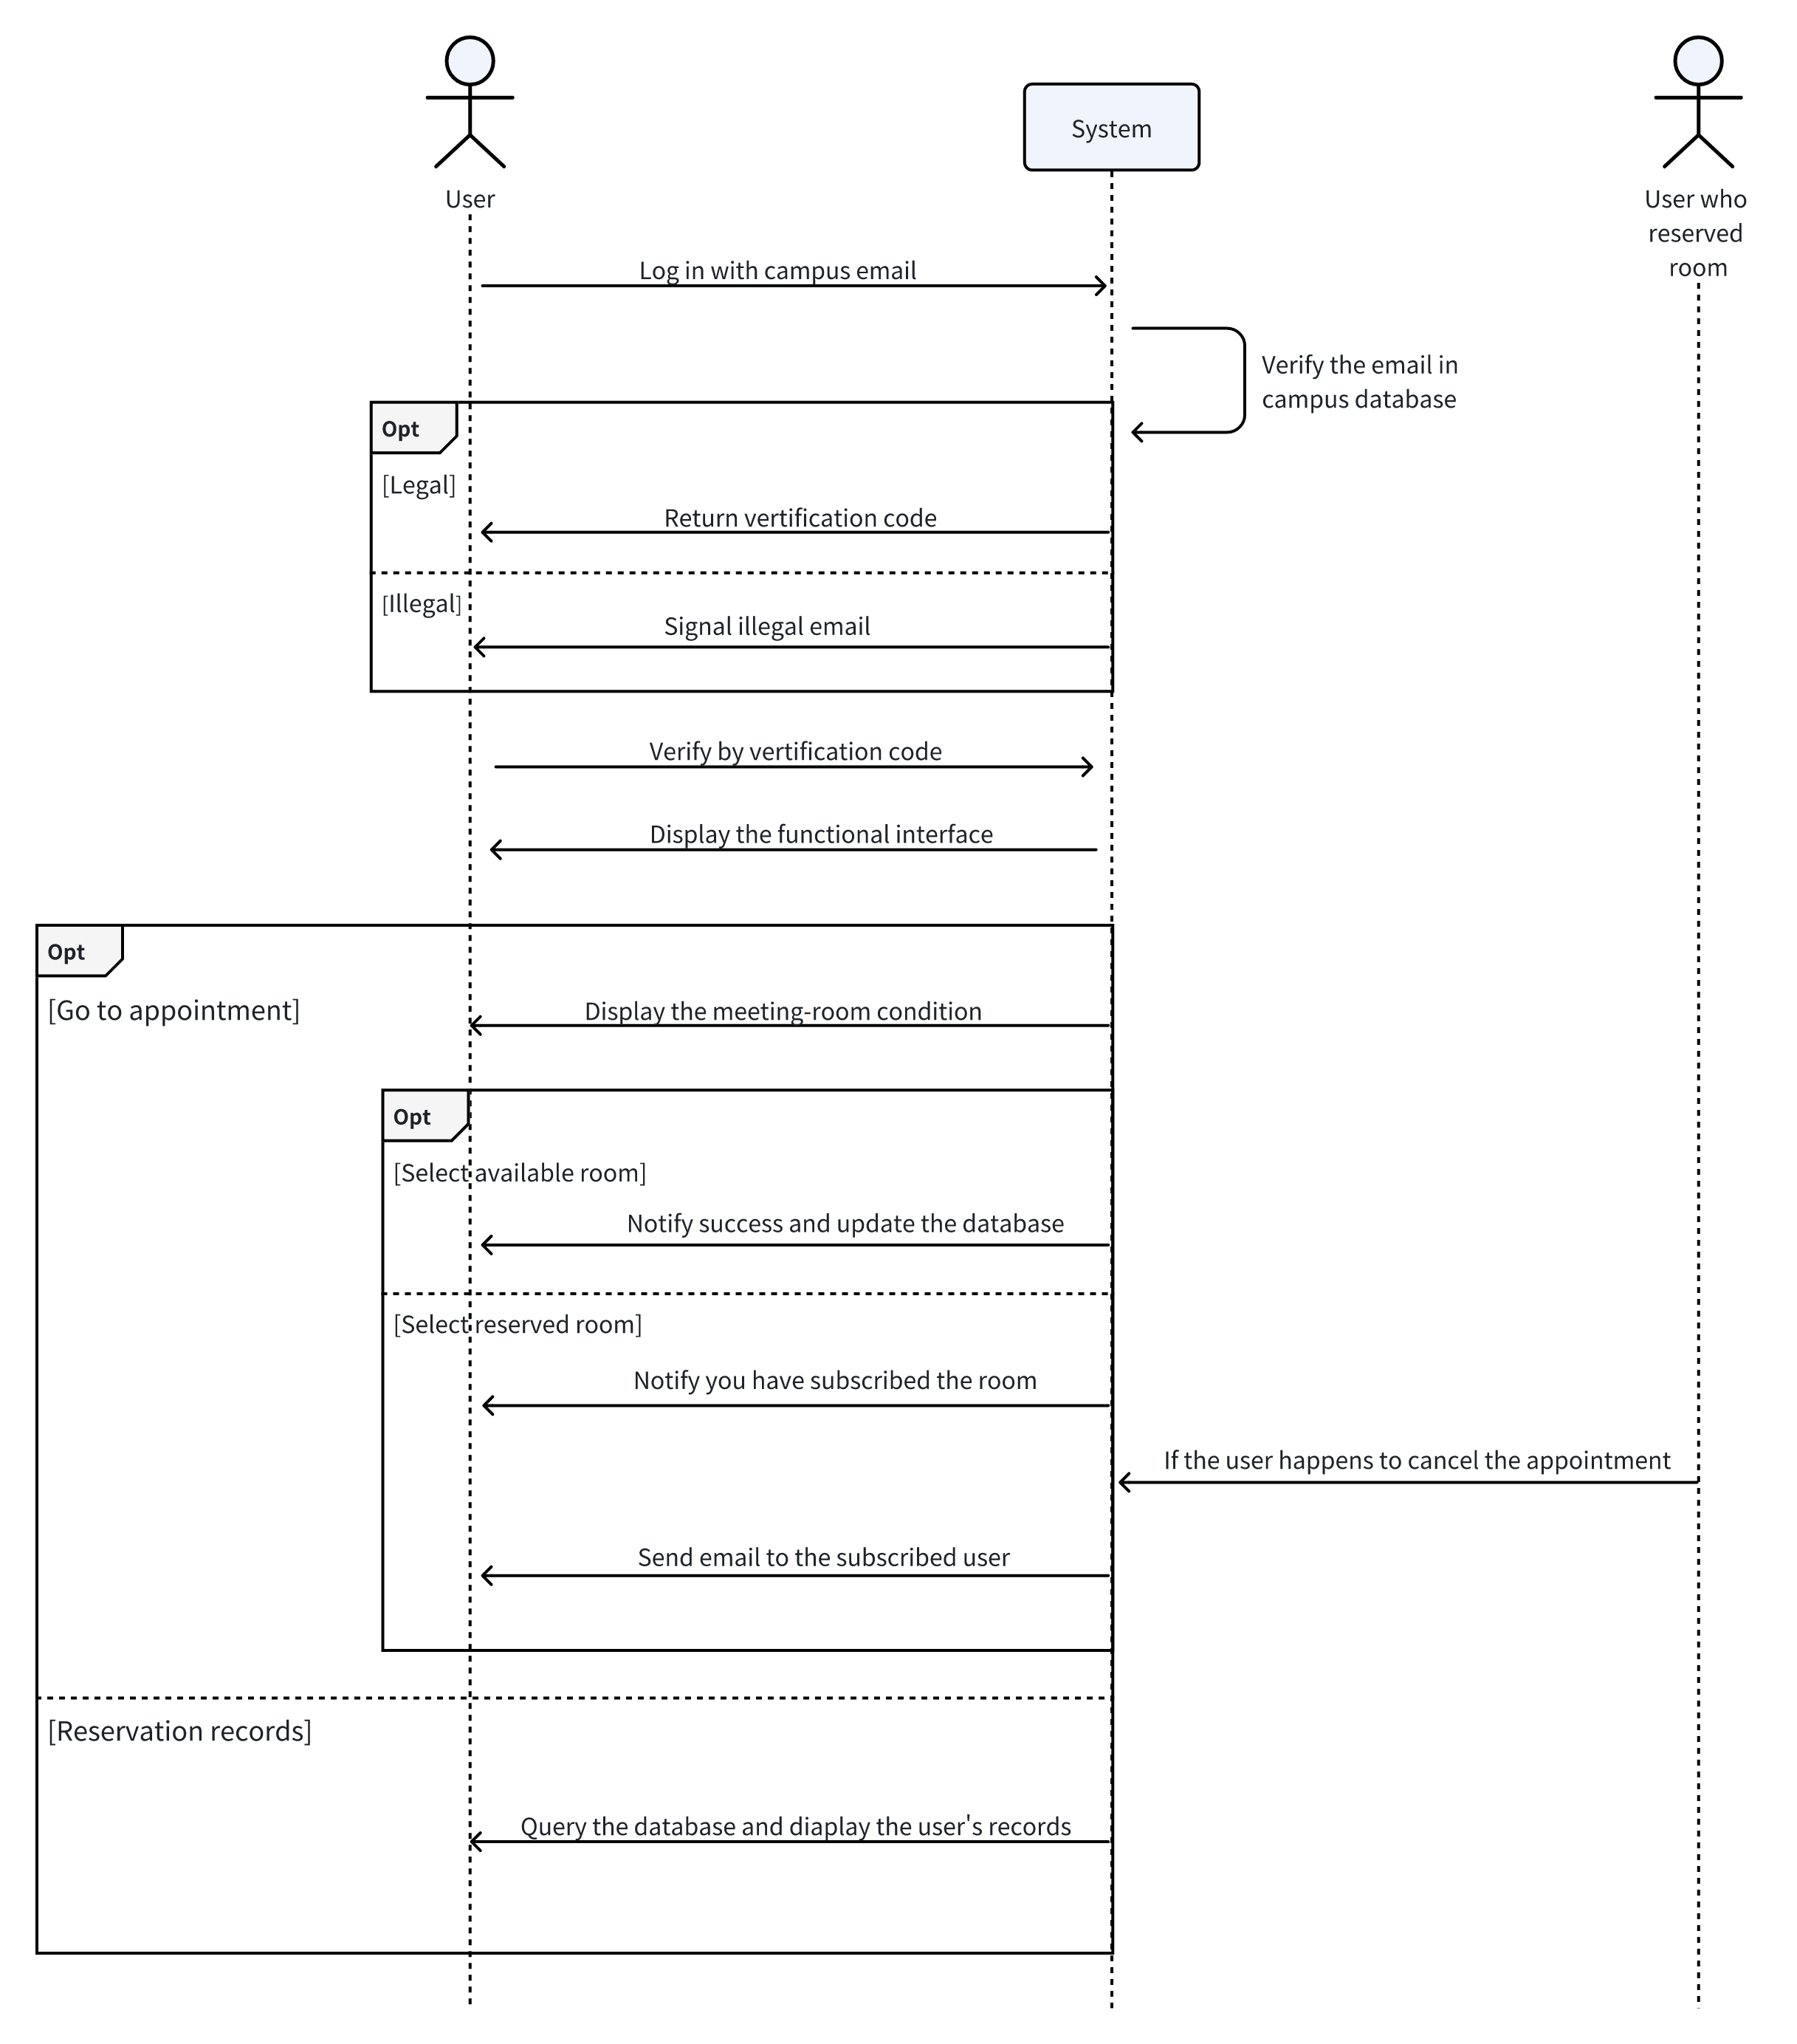 User
System
User who
reserved
room
Log in with campus email
Verify the email in
campus database
Opt
[Legal]
Return vertification code
[Illegal]
Signal illegal email
Verify by vertification code
Display the functional interface
Opt
[Go to appointment]
Display the meeting-room condition
Opt
[Select available room]
Notify success and update the database
[Select reserved room]
Notify you have subscribed the room
If the user happens to cancel the appointment
Send email to the subscribed user
[Reservation records]
Query the database and diaplay the user's records